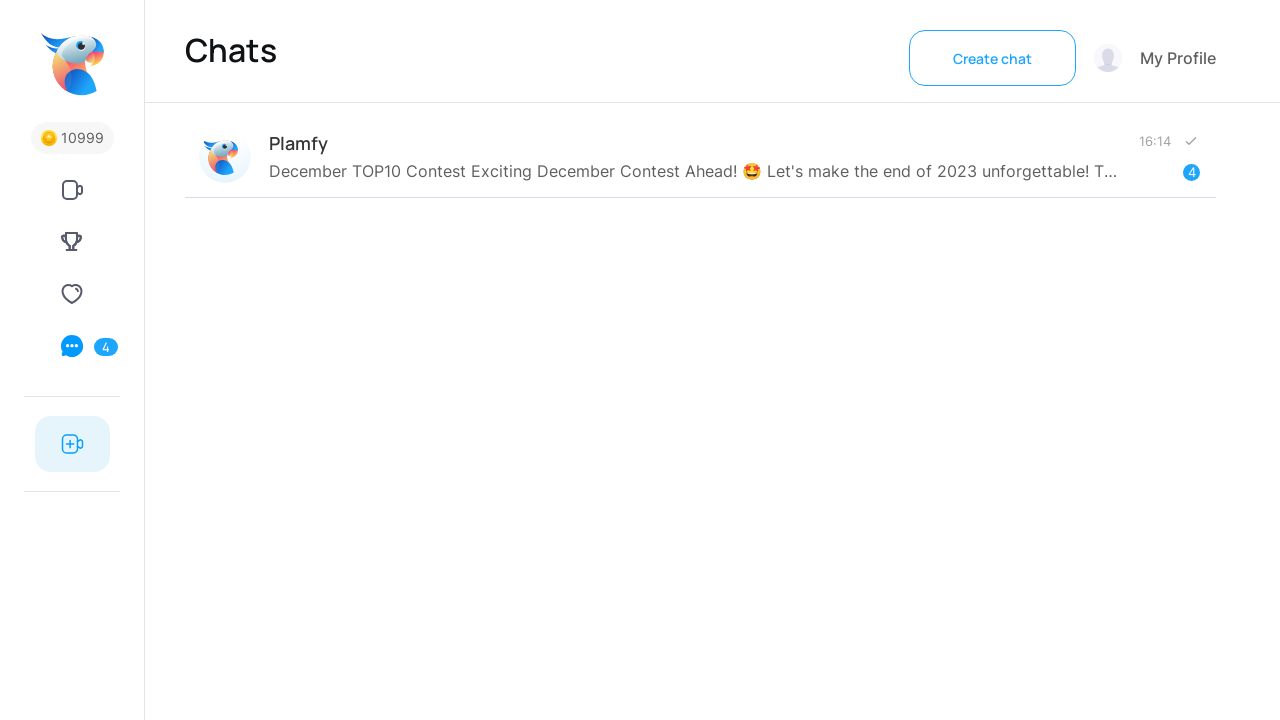 Chats
Create chat
My Profile
10999
4
Plamfy
16:14
December TOP10 Contest Exciting December Contest Ahead! 🤩 Let's make the end of 2023 unforgettable! T...
4